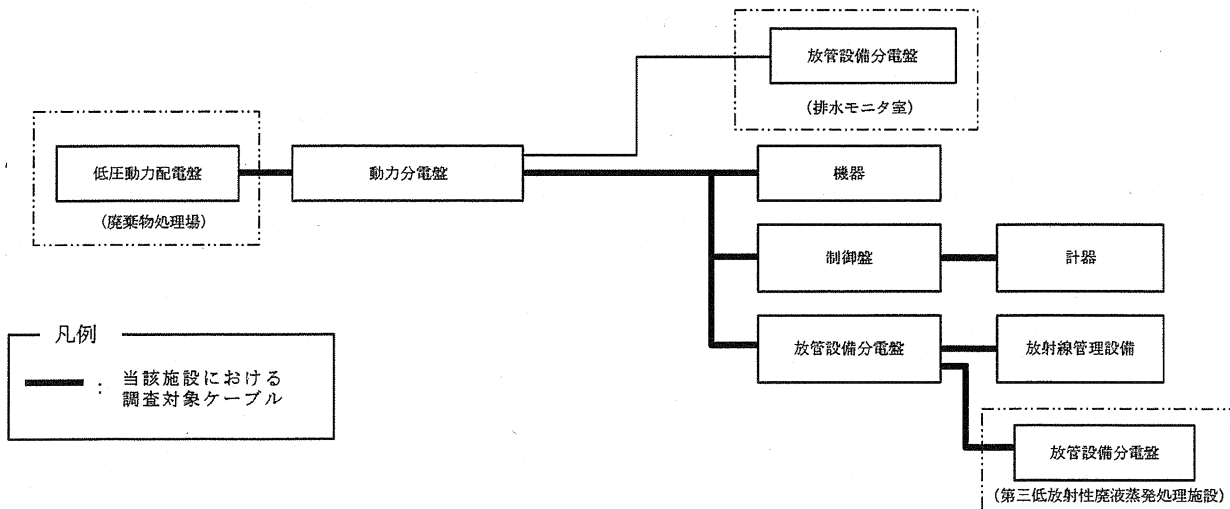 放管設備分電盤
(排水モニタ室)
低圧動力配電盤
(廃棄物処理場)
動力分電盤
機器
制御盤
計器
放管設備分電盤
放射線管理設備
放管設備分電盤
(第三低放射性廃液蒸発処理施設)
凡例
: 当該施設における
調査対象ケーブル